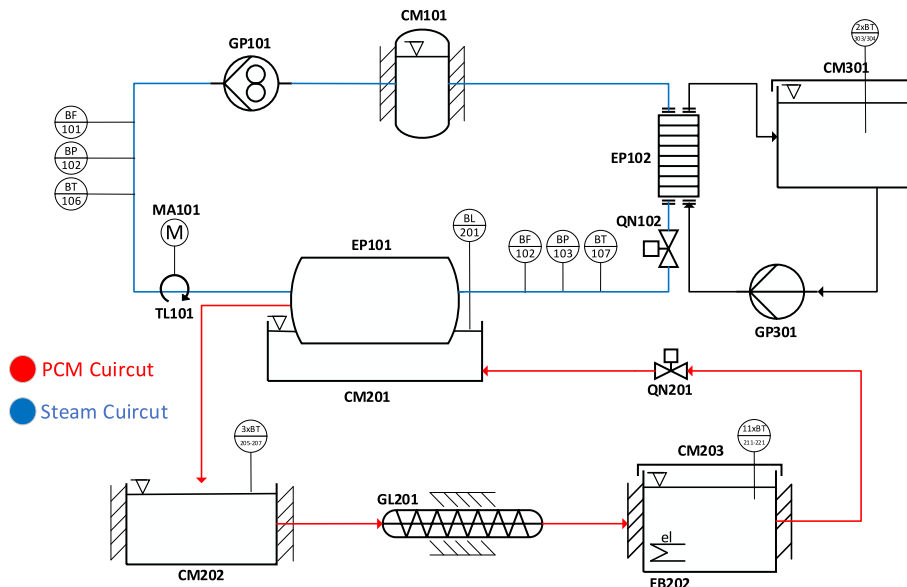 CM101
2xBT
303/304
GP101
CM301
BF
101
BP
102
EP102
BT
106
MA101
M
BL
201
QN102
EP101
BF
102
BP
103
BT
107
TL101
GP301
PCM Cuircut
CM201
QN201
Steam Cuircut
3xBT
205-207
11xBT
211-221
CM203
GL201
el
CM202
EB202